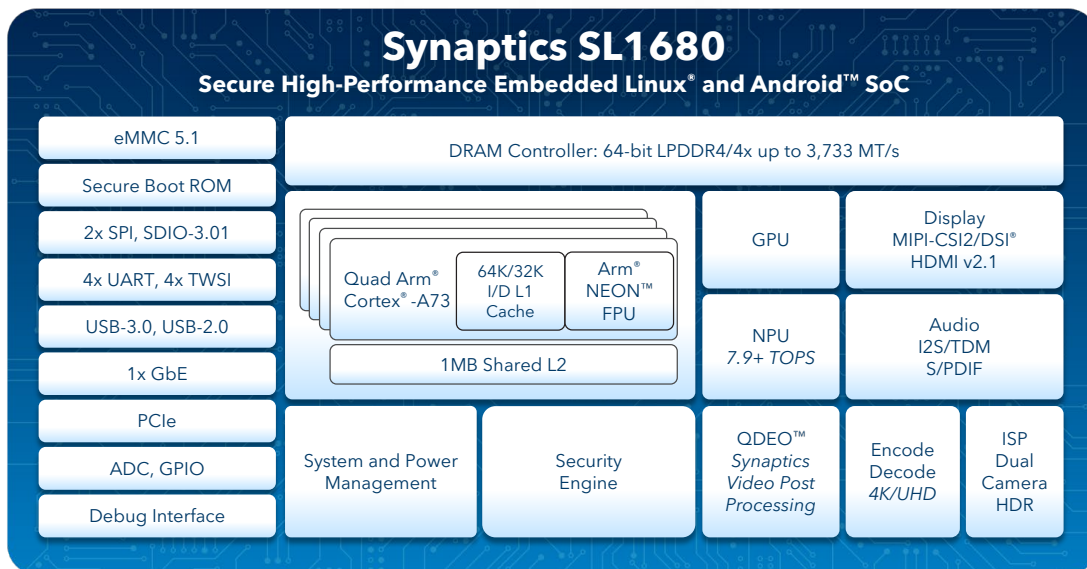 Synaptics SL1680
Secure High-Performance Embedded Linux® and Android™ SoC
eMMC 5.1
Secure Boot ROM
2x SPI, SDIO-3.01
4x UART, 4x TWSI
USB-3.0, USB-2.0
1x GbE
PCIe
ADC, GPIO
Debug Interface
DRAM Controller: 64-bit LPDDR4/4x up to 3,733 MT/s
Quad Arm®
Cortex® -A73
64K/32K
I/D L1
Cache
Arm®
NEON™
FPU
1MB Shared L2
GPU
Display
MIPI-CSI2/DSI®
HDMI v2.1
NPU
7.9+ TOPS
Audio
I2S/TDM
S/PDIF
System and Power
Management
Security
Engine
QDEO™
Synaptics
Video Post
Processing
Encode
Decode
4K/UHD
ISP
Dual
Camera
HDR